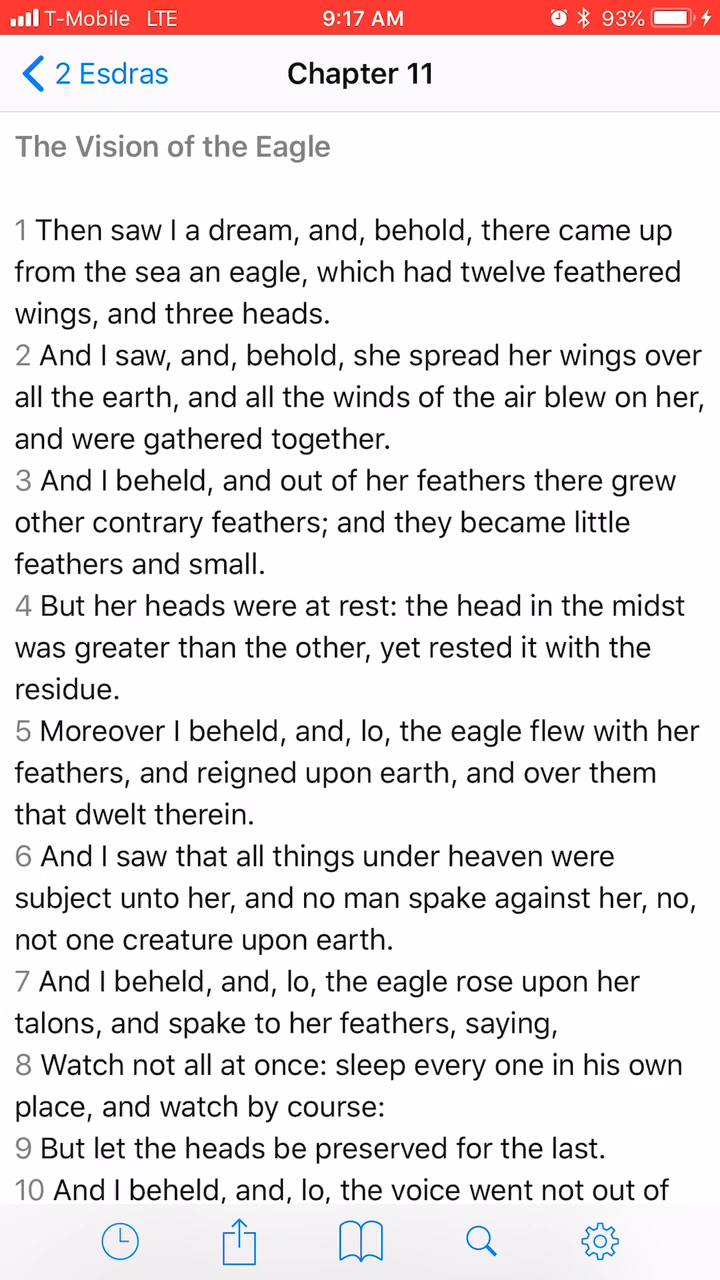 T-Mobile LTE 9:17 AM 93%
2 Esdras Chapter 11
The Vision of the Eagle
1 Then saw I a dream, and, behold, there came up
from the sea an eagle, which had twelve feathered
wings, and three heads.
2 And I saw, and, behold, she spread her wings over
all the earth, and all the winds of the air blew on her,
and were gathered together.
3 And I beheld, and out of her feathers there grew
other contrary feathers; and they became little
feathers and small.
4 But her heads were at rest: the head in the midst
was greater than the other, yet rested it with the
residue.
5 Moreover I beheld, and, lo, the eagle flew with her
feathers, and reigned upon earth, and over them
that dwelt therein.
6 And I saw that all things under heaven were
subject unto her, and no man spake against her, no,
not one creature upon earth.
7 And I beheld, and, lo, the eagle rose upon her
talons, and spake to her feathers, saying,
8 Watch not all at once: sleep every one in his own
place, and watch by course:
9 But let the heads be preserved for the last.
10 And I beheld, and, lo, the voice went not out of